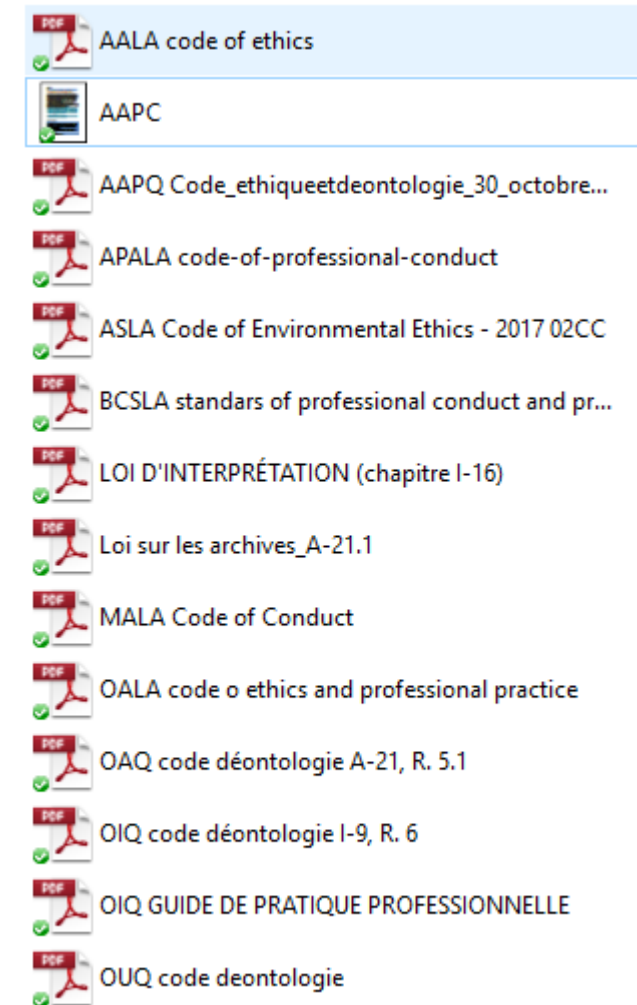 AALA code of ethics
AAPC
AAPQ Code_ethiqueetdeontologie_30_octobre...
APALA code-of-professional-conduct
ASLA Code of Environmental Ethics - 2017 02CC
BCSLA standars of professional conduct and pr...
LOI D'INTERPRÉTATION (chapitre I-16)
Loi sur les archives_A-21.1
MALA Code of Conduct
OALA code o ethics and professional practice
OAQ code déontologie A-21, R. 5.1
OIQ code déontologie I-9, R. 6
OIQ GUIDE DE PRATIQUE PROFESSIONNELLE
OUQ code deontologie